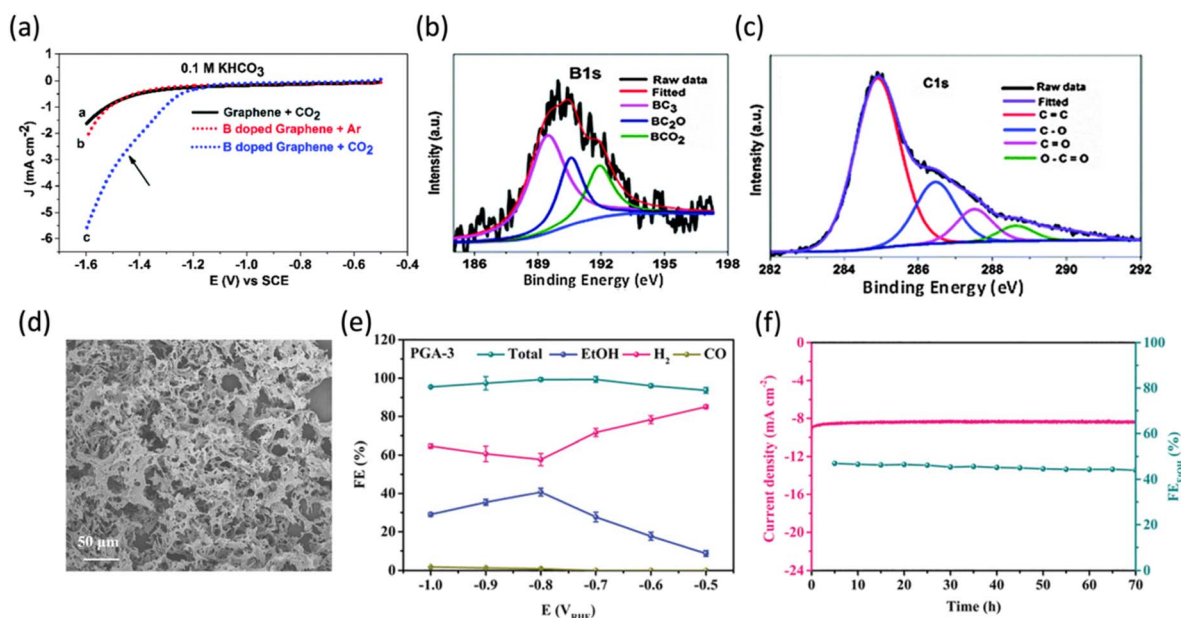 (a)
0.1 M KHCO3
a
b
c
Graphene + CO2
B doped Graphene + Ar
B doped Graphene + CO2
J (mA cm-2)
1
0
-1
-2
-3
-4
-5
-6
-1.6 -1.4 -1.2 -1.0 -0.8 -0.6 -0.4
E (V) vs SCE
(b)
B1s
Raw data
Fitted
BC3
BC2O
BCO2
Intensity (a.u.)
186 189 192 195 198
Binding Energy (eV)
(c)
C1s
Raw data
Fitted
C = C
C - O
C = O
O - C = O
Intensity (a.u.)
282 284 286 288 290 292
Binding Energy (eV)
(d)
50 μm
(e)
PGA-3 Total EtOH H2 CO
FE (%)
120
100
80
60
40
20
0
-1.0 -0.9 -0.8 -0.7 -0.6 -0.5
E (VRHE)
(f)
Current density (mA cm-2)
0
-4
-8
-12
-16
-20
-24
FEEtOH (%)
100
80
60
40
20
0
0 10 20 30 40 50 60 70
Time (h)